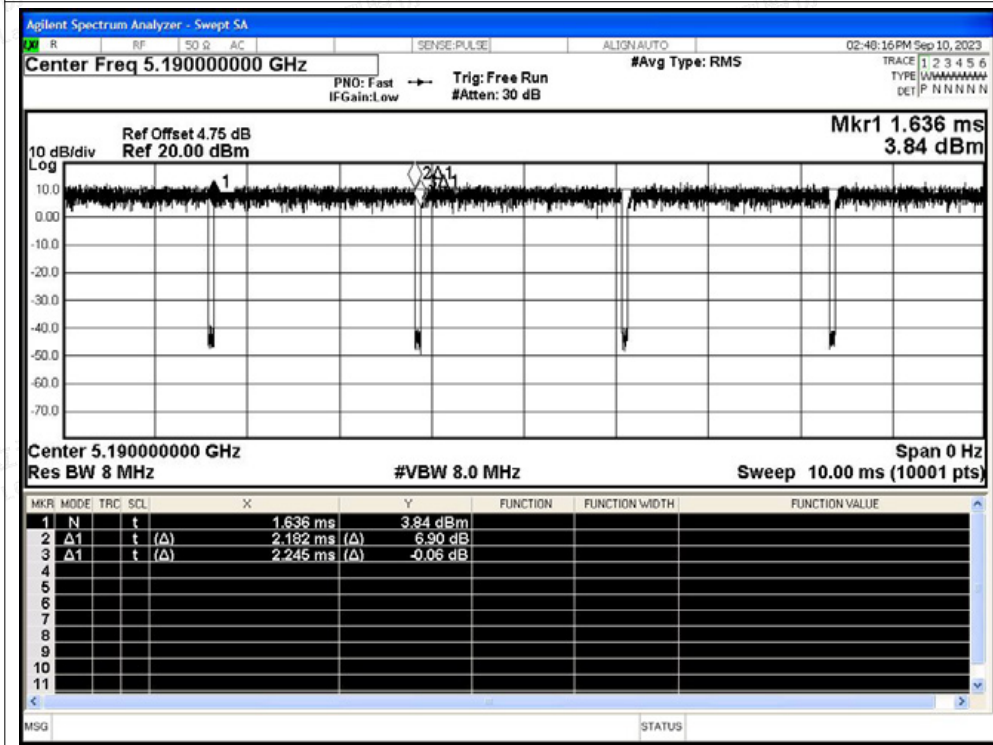 Agilent Spectrum Analyzer - Swept SA
R RF 50 Ω AC SENSE:PULSE ALIGN AUTO 02:48:16 PM Sep 10, 2023
Center Freq 5.190000000 GHz #Avg Type: RMS TRACE 1 2 3 4 5 6
PNO: Fast Trig: Free Run TYPE
IFGain:Low #Atten: 30 dB DET P N N N N N
Mkr1 1.636 ms
Ref Offset 4.75 dB
10 dB/div Ref 20.00 dBm 3.84 dBm
Log
1 2Δ1
10.0
0.00
-10.0
-20.0
-30.0
-40.0
-50.0
-60.0
-70.0
Center 5.190000000 GHz Span 0 Hz
Res BW 8 MHz #VBW 8.0 MHz Sweep 10.00 ms (10001 pts)
MKR MODE TRC SCL X Y FUNCTION FUNCTION WIDTH FUNCTION VALUE
1 N t 1.636 ms 3.84 dBm
2 Δ1 t (Δ) 2.182 ms (Δ) 6.90 dB
3 Δ1 t (Δ) 2.245 ms (Δ) -0.06 dB
4
5
6
7
8
9
10
11
MSG STATUS